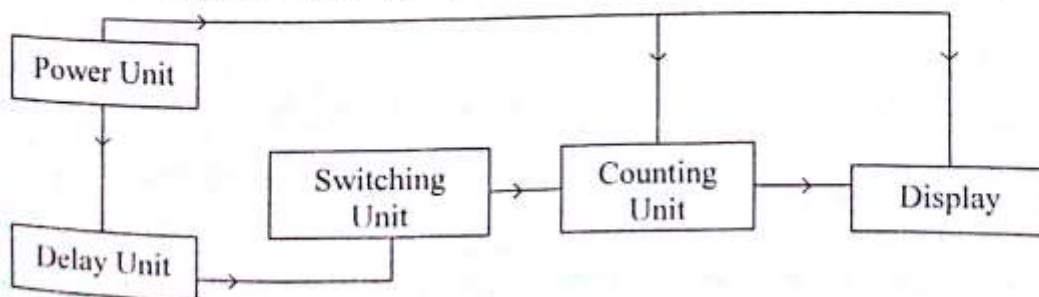 Power Unit
Switching
Unit
Counting
Unit
Display
Delay Unit